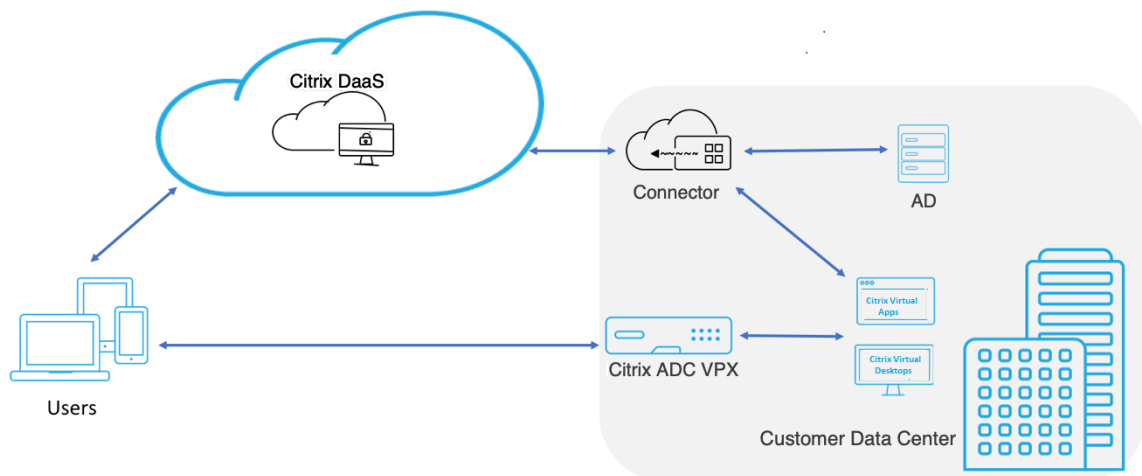 Citrix DaaS
Connector
AD
Citrix Virtual
Apps
Citrix ADC VPX
Citrix Virtual
Desktops
Users
Customer Data Center